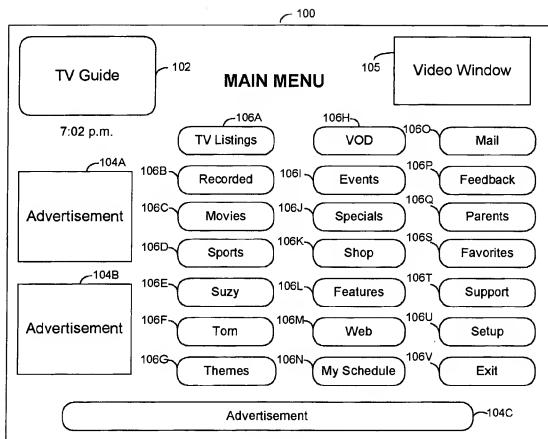 100
TV Guide
102
MAIN MENU
105
Video Window
7:02 p.m.
106A
TV Listings
106H
VOD
106O
Mail
104A
Advertisement
106B
Recorded
106I
Events
106P
Feedback
106C
Movies
106J
Specials
106Q
Parents
106D
Sports
106K
Shop
106S
Favorites
104B
Advertisement
106E
Suzy
106L
Features
106T
Support
106F
Tom
106M
Web
106U
Setup
106G
Themes
106N
My Schedule
106V
Exit
Advertisement
104C